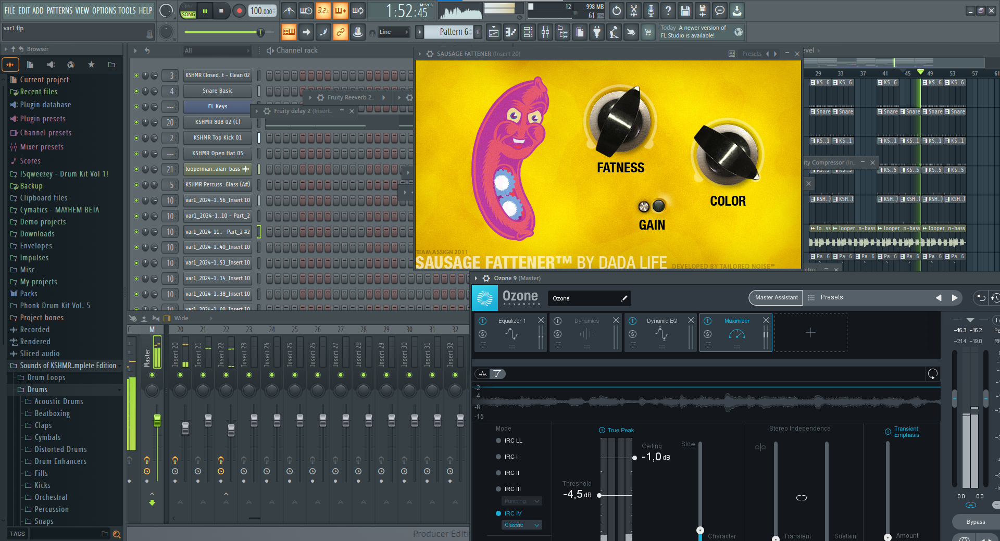 FILE EDIT ADD PATTERNS VIEW OPTIONS TOOLS HELP
PAT
SONG
100.000
3.2:
1:52:45
M:S:CS
12
998 MB
61
var1.flp
Line
Pattern 6
Today A newer version of
FL Studio is available!
Browser
Current project
Recent files
Plugin database
Plugin presets
Channel presets
Mixer presets
Scores
!Sqweezey - Drum Kit Vol 1!
Backup
Clipboard files
Cymatics - MAYHEM BETA
Demo projects
Downloads
Envelopes
Impulses
Misc
My projects
Packs
Phonk Drum Kit Vol. 5
Project bones
Recorded
Rendered
Sliced audio
Sounds of KSHMR..mplete Edition
Drum Loops
Drums
Acoustic Drums
Beatboxing
Claps
Cymbals
Distorted Drums
Drum Enhancers
Fills
Kicks
Orchestral
Percussion
Snaps
TAGS
All
Channel rack
3 KSHMR Closed..t - Clean 02
4 Snare Basic
--- FL Keys
20 KSHMR 808 02 (C)
2 KSHMR Top Kick 01
--- KSHMR Open Hat 05
21 looperman..aian-bass
5 KSHMR Percuss..Glass (A#)
10 var1_2024-1..56_Insert 10
10 var1_2024-1..10 - Part_2
10 var1_2024-11..- Part_2 #2
10 var1_2024-1..40_Insert 10
10 var1_2024-1..53_Insert 10
10 var1_2024-1..14_Insert 10
10 var1_2024-1..38_Insert 10
10 var1_2024-1..00_Insert 10
Fruity Reeverb 2..
Fruity delay 2 (Insert..
SAUSAGE FATTENER (Insert 20)
Presets
FATNESS
COLOR
GAIN
TEAM ASSIGN 2011
SAUSAGE FATTENER™ BY DADA LIFE
DEVELOPED BY TAILORED NOISE™
evel
29 33 37 41 45 49 53 57 61
KS..6 KS..6 KS..6 KS..6 KS..6
Snare Snare Snare Snare Snare Snare
KS..1 KS..1 KS..1 KS..1 KS..1 KS..1
ity Compressor (In..
KS..5 KS..5 KS..5 KS..5 KS..5 KS..5
KSH..) KSH..) KSH..) KSH..) KSH..) KSH..)
lo..ss looper..n-bass looper..n-bass looper..n-bass
Pa..6 Pa..6 Pa..6 Pa..6 Pa..6 Pa..6 Pa..6
ntro
Wide
C M 20 21 22 23 24 25 26 27 28 29 30 31 32
Master
Insert 20
Insert 21
Insert 22
Insert 23
Insert 24
Insert 25
Insert 26
Insert 27
Insert 28
Insert 29
Insert 30
Insert 31
Insert 32
Producer Editi
Ozone 9 (Master)
Ozone
ADVANCED
Ozone
Master Assistant
Presets
Equalizer 1
Dynamics
Dynamic EQ
Maximizer
S
S
S
S
-16.3 -16.2
-21.4 -19.0
Pe
RM
-2
-4
-8
-15
Mode
IRC LL
IRC I
IRC II
IRC III
Pumping
IRC IV
Classic
True Peak
Ceiling
-1,0 dB
Threshold
-4,5 dB
Slow
Character
Stereo Independence
Transient
Sustain
Transient
Emphasis
Amount
0.0 0.0
Bypass